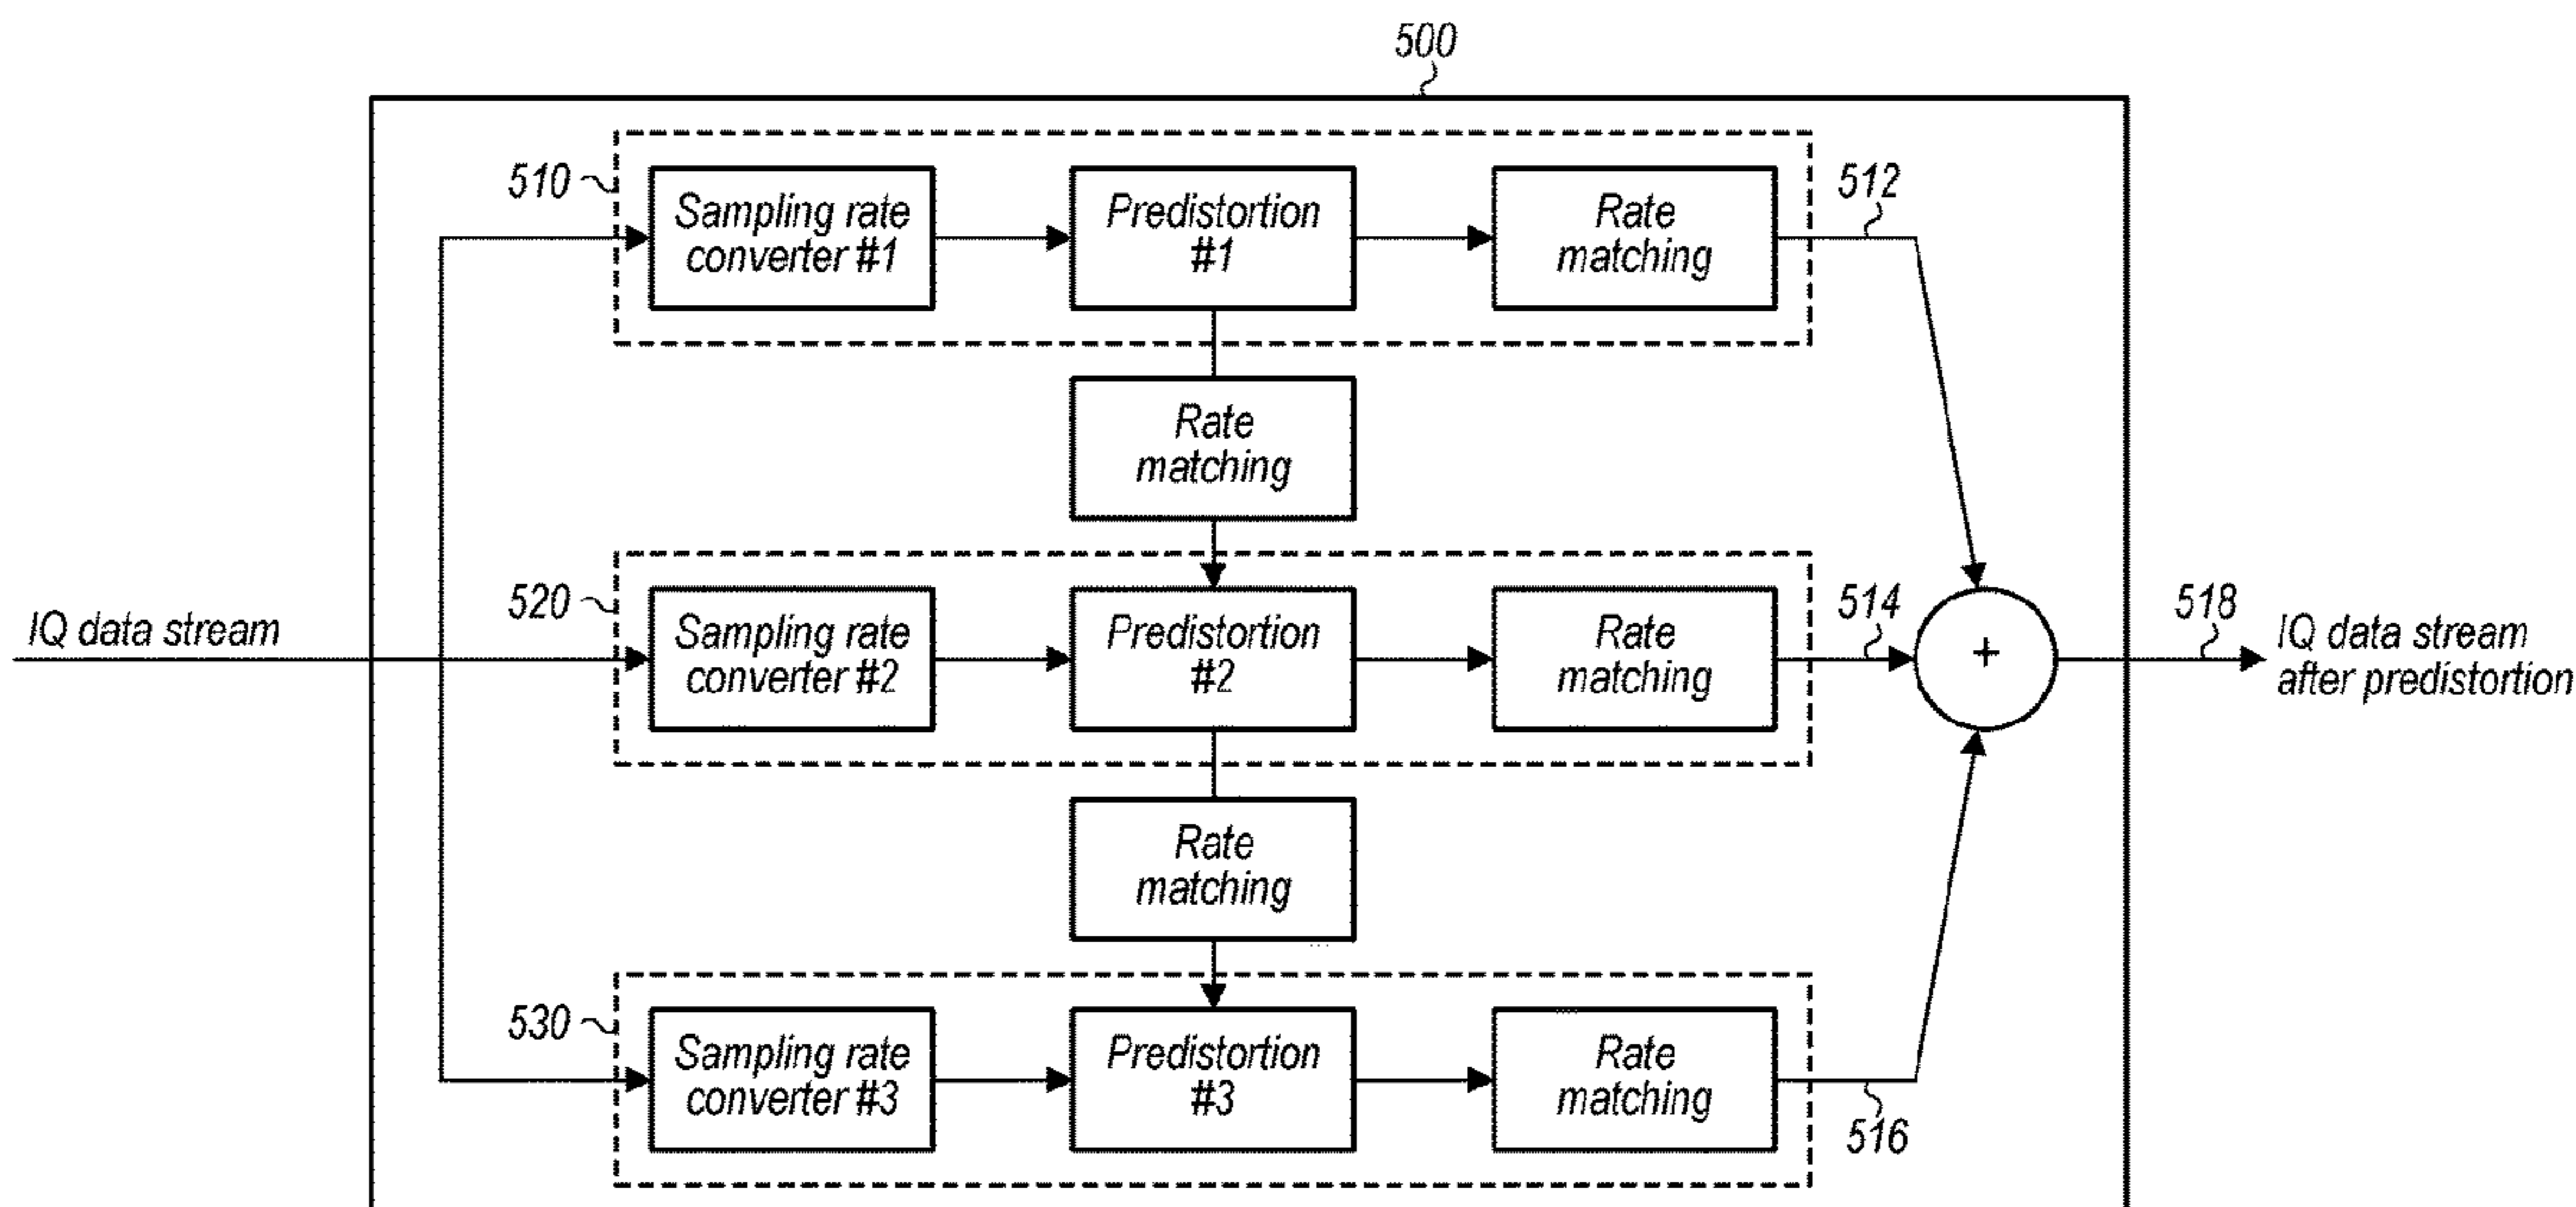 500
510
Sampling rate
converter #1
Predistortion
#1
Rate
matching
512
Rate
matching
IQ data stream
520
Sampling rate
converter #2
Predistortion
#2
Rate
matching
514
+
518
IQ data stream
after predistortion
Rate
matching
530
Sampling rate
converter #3
Predistortion
#3
Rate
matching
516